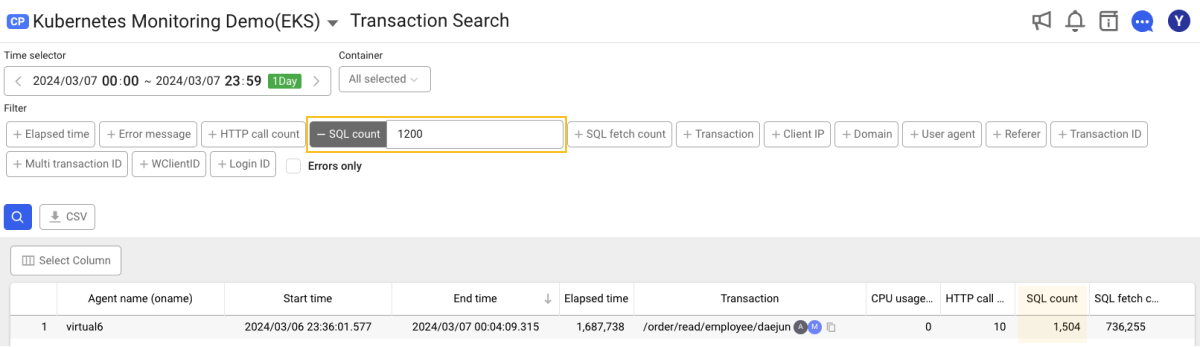 CP Kubernetes Monitoring Demo(EKS) Transaction Search Y
Time selector Container
2024/03/07 00:00 ~ 2024/03/07 23:59 1Day All selected
Filter
+ Elapsed time + Error message + HTTP call count − SQL count 1200 + SQL fetch count + Transaction + Client IP + Domain + User agent + Referer + Transaction ID
+ Multi transaction ID + WClientID + Login ID Errors only
CSV
Select Column
Agent name (oname) Start time End time Elapsed time Transaction CPU usage... HTTP call ... SQL count SQL fetch c...
1 virtual6 2024/03/06 23:36:01.577 2024/03/07 00:04:09.315 1,687,738 /order/read/employee/daejun A M 0 10 1,504 736,255